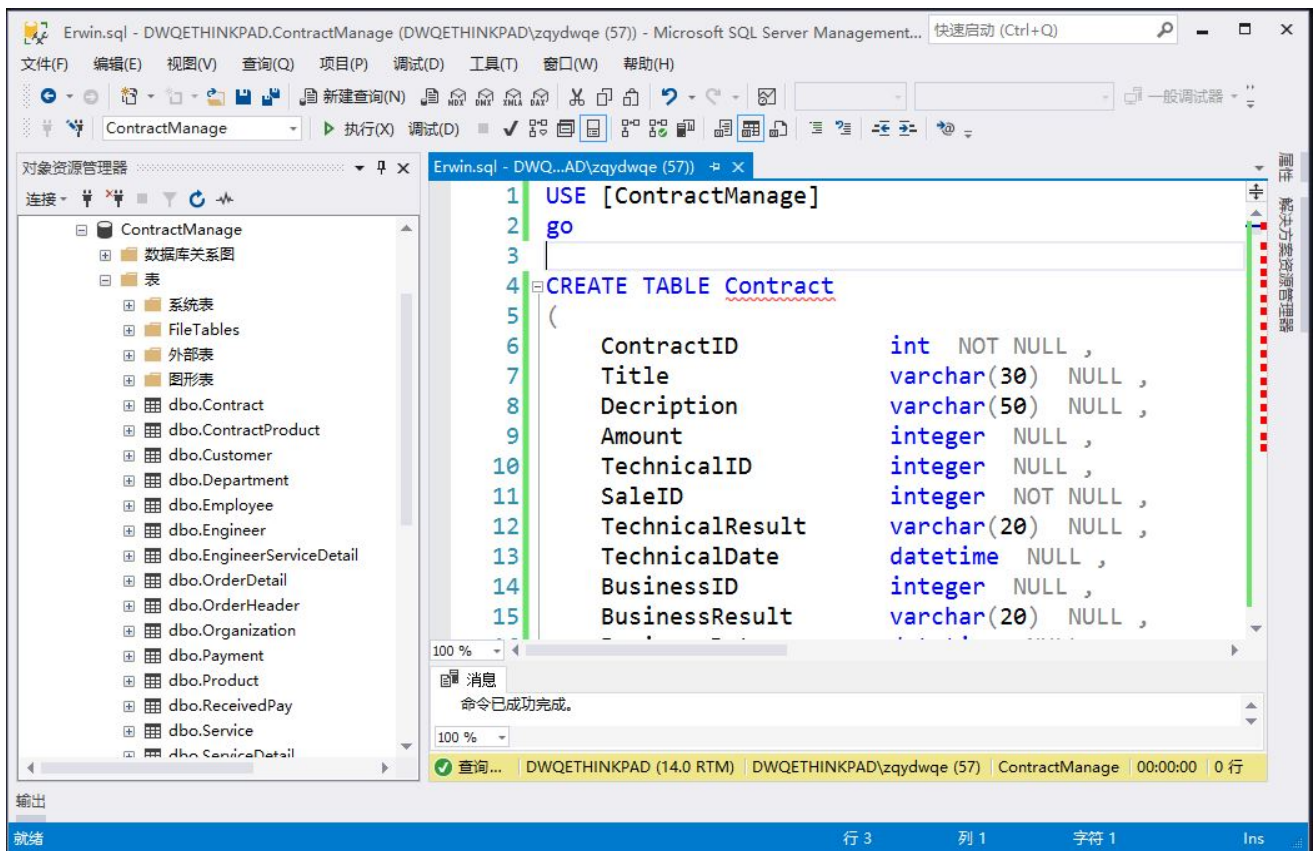 Erwin.sql - DWQETHINKPAD.ContractManage (DWQETHINKPAD\zqydwqe (57)) - Microsoft SQL Server Management... 快速启动 (Ctrl+Q)
文件(F) 编辑(E) 视图(V) 查询(Q) 项目(P) 调试(D) 工具(T) 窗口(W) 帮助(H)
新建查询(N) MDX DMX XMLA DAX 一般调试器
ContractManage 执行(X) 调试(D)
对象资源管理器
连接
ContractManage
数据库关系图
表
系统表
FileTables
外部表
图形表
dbo.Contract
dbo.ContractProduct
dbo.Customer
dbo.Department
dbo.Employee
dbo.Engineer
dbo.EngineerServiceDetail
dbo.OrderDetail
dbo.OrderHeader
dbo.Organization
dbo.Payment
dbo.Product
dbo.ReceivedPay
dbo.Service
dbo.ServiceDetail
Erwin.sql - DWQ...AD\zqydwqe (57))
1 USE [ContractManage]
2 go
3
4 CREATE TABLE Contract
5 (
6 ContractID int NOT NULL ,
7 Title varchar(30) NULL ,
8 Decription varchar(50) NULL ,
9 Amount integer NULL ,
10 TechnicalID integer NULL ,
11 SaleID integer NOT NULL ,
12 TechnicalResult varchar(20) NULL ,
13 TechnicalDate datetime NULL ,
14 BusinessID integer NULL ,
15 BusinessResult varchar(20) NULL ,
100 %
消息
命令已成功完成。
100 %
查询... DWQETHINKPAD (14.0 RTM) DWQETHINKPAD\zqydwqe (57) ContractManage 00:00:00 0 行
属性
解决方案资源管理器
输出
就绪 行 3 列 1 字符 1 Ins